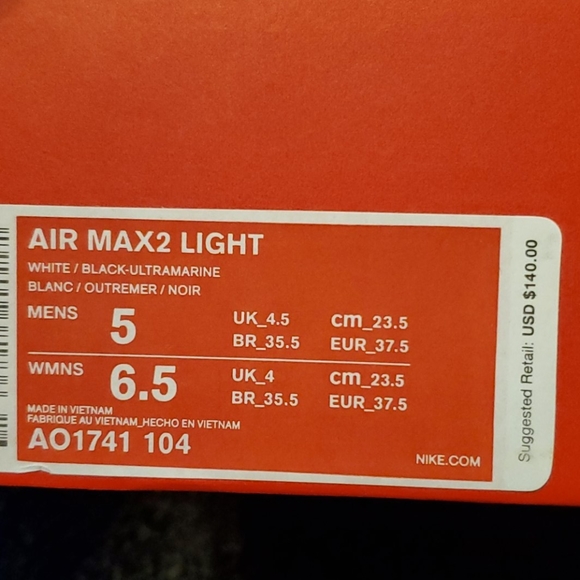 AIR MAX2 LIGHT
WHITE / BLACK-ULTRAMARINE
BLANC / OUTREMER / NOIR
MENS 5 UK_4.5 cm_23.5
BR_35.5 EUR_37.5
WMNS 6.5 UK_4 cm_23.5
BR_35.5 EUR_37.5
MADE IN VIETNAM
FABRIQUE AU VIETNAM_HECHO EN VIETNAM
AO1741 104
NIKE.COM
Suggested Retail: USD $140.00